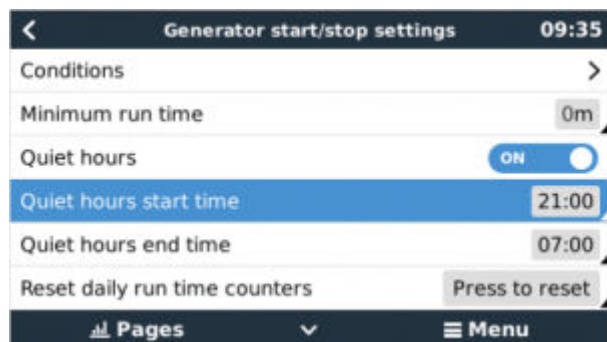 Generator start/stop settings 09:35
Conditions
Minimum run time 0m
Quiet hours ON
Quiet hours start time 21:00
Quiet hours end time 07:00
Reset daily run time counters Press to reset
Pages Menu